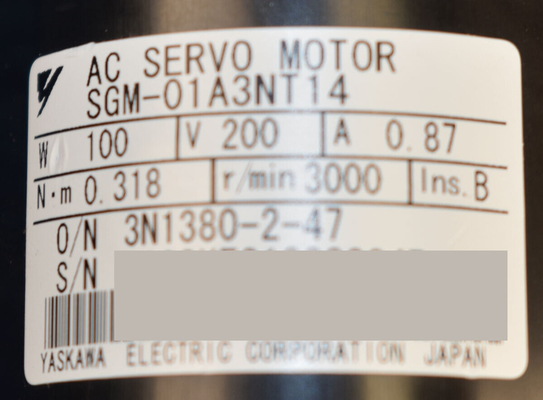 AC SERVO MOTOR
SGM-01A3NT14
W 100 V 200 A 0.87
N·m 0.318 r/min 3000 Ins. B
O/N 3N1380-2-47
S/N
YASKAWA ELECTRIC CORPORATION JAPAN